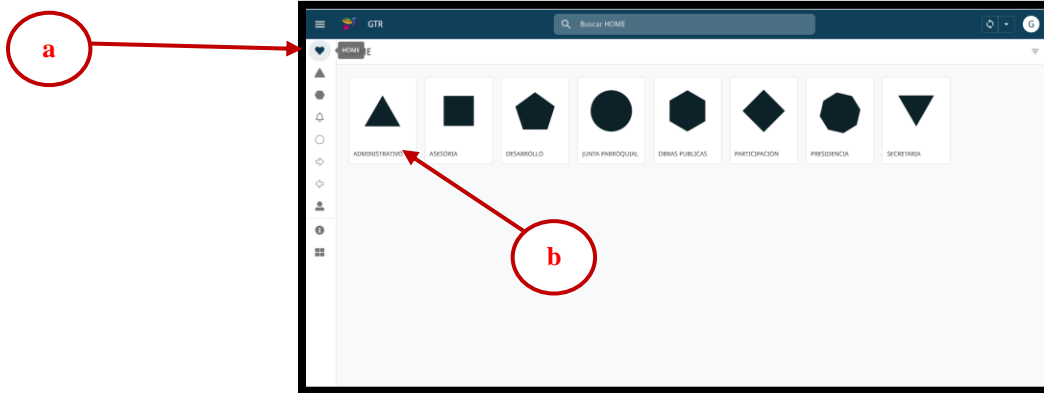 GTR
Buscar HOME
G
a
HOME
ADMINISTRATIVO
ASESORIA
DESARROLLO
JUNTA PARROQUIAL
OBRAS PUBLICAS
PARTICIPACION
PRESIDENCIA
SECRETARIA
b